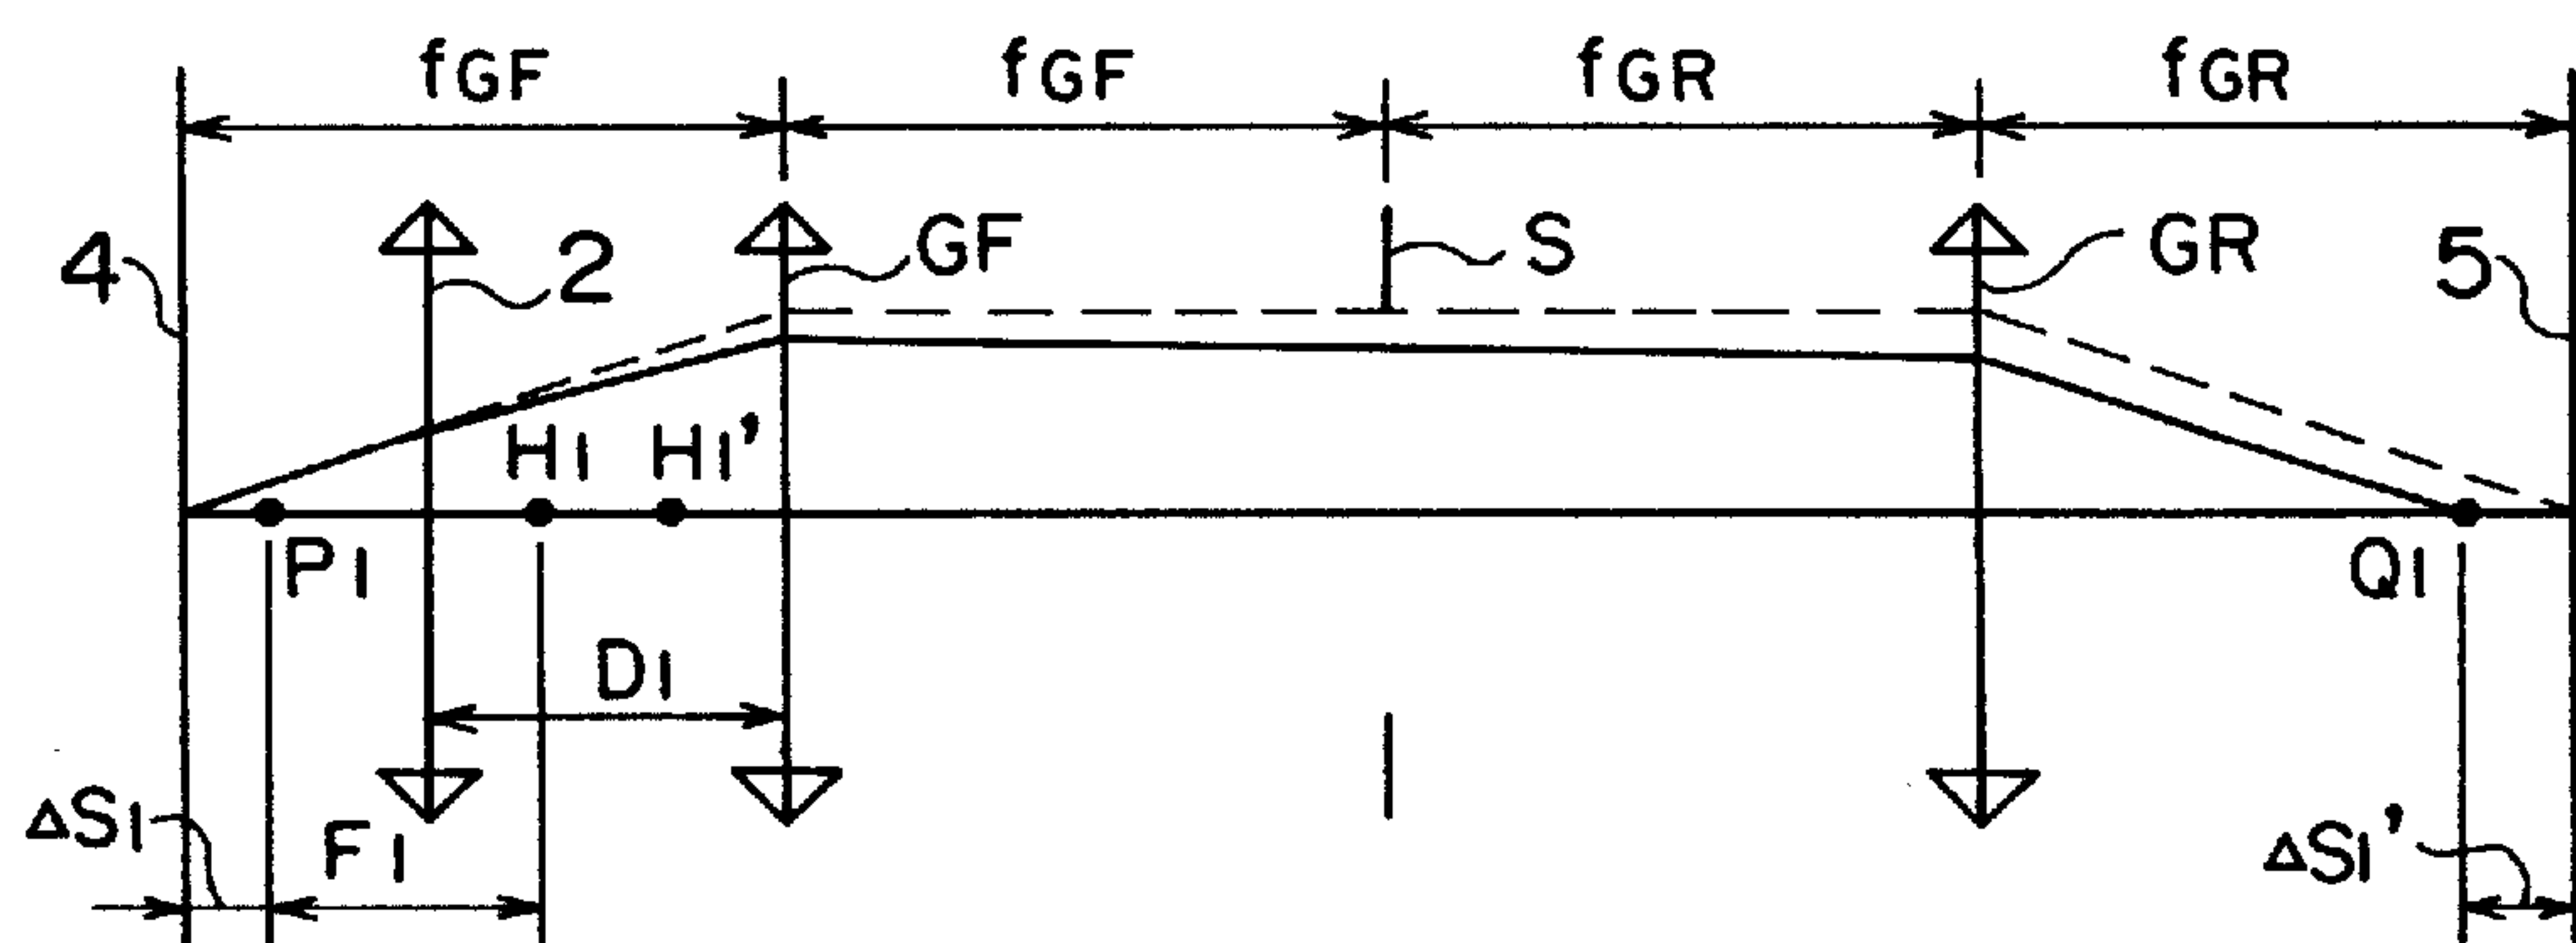 fGF fGF fGR fGR
4 2 GF S GR 5
H1 H1'
P1 Q1
D1
ΔS1 F1 ΔS1'